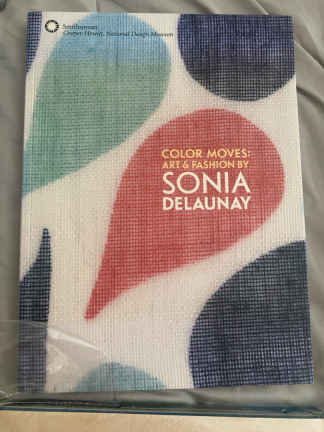 Smithsonian
Cooper-Hewitt, National Design Museum
COLOR MOVES:
ART & FASHION BY
SONIA
DELAUNAY